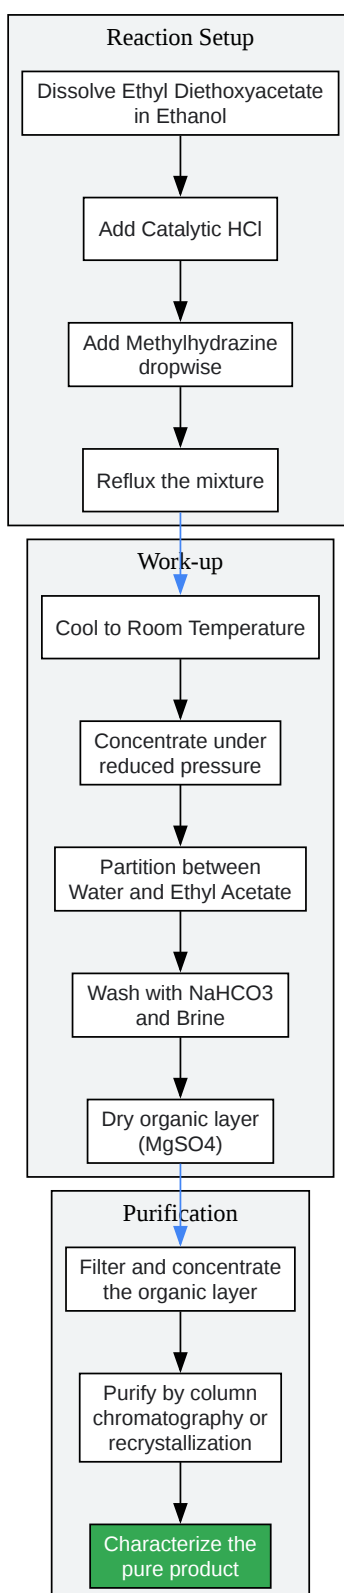 Reaction Setup
Dissolve Ethyl Diethoxyacetate
in Ethanol
Add Catalytic HCl
Add Methylhydrazine
dropwise
Reflux the mixture
Work-up
Cool to Room Temperature
Concentrate under
reduced pressure
Partition between
Water and Ethyl Acetate
Wash with NaHCO3
and Brine
Dry organic layer
(MgSO4)
Purification
Filter and concentrate
the organic layer
Purify by column
chromatography or
recrystallization
Characterize the
pure product